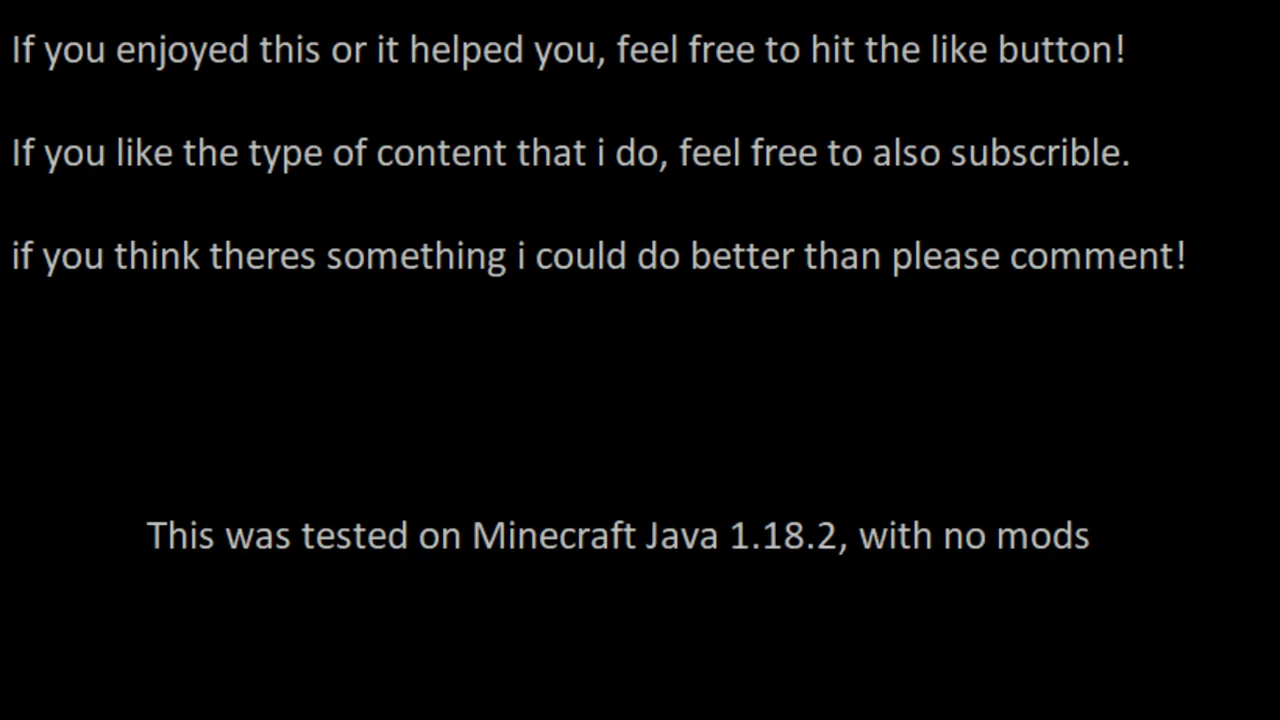 If you enjoyed this or it helped you, feel free to hit the like button!
If you like the type of content that i do, feel free to also subscrible.
if you think theres something i could do better than please comment!
This was tested on Minecraft Java 1.18.2, with no mods